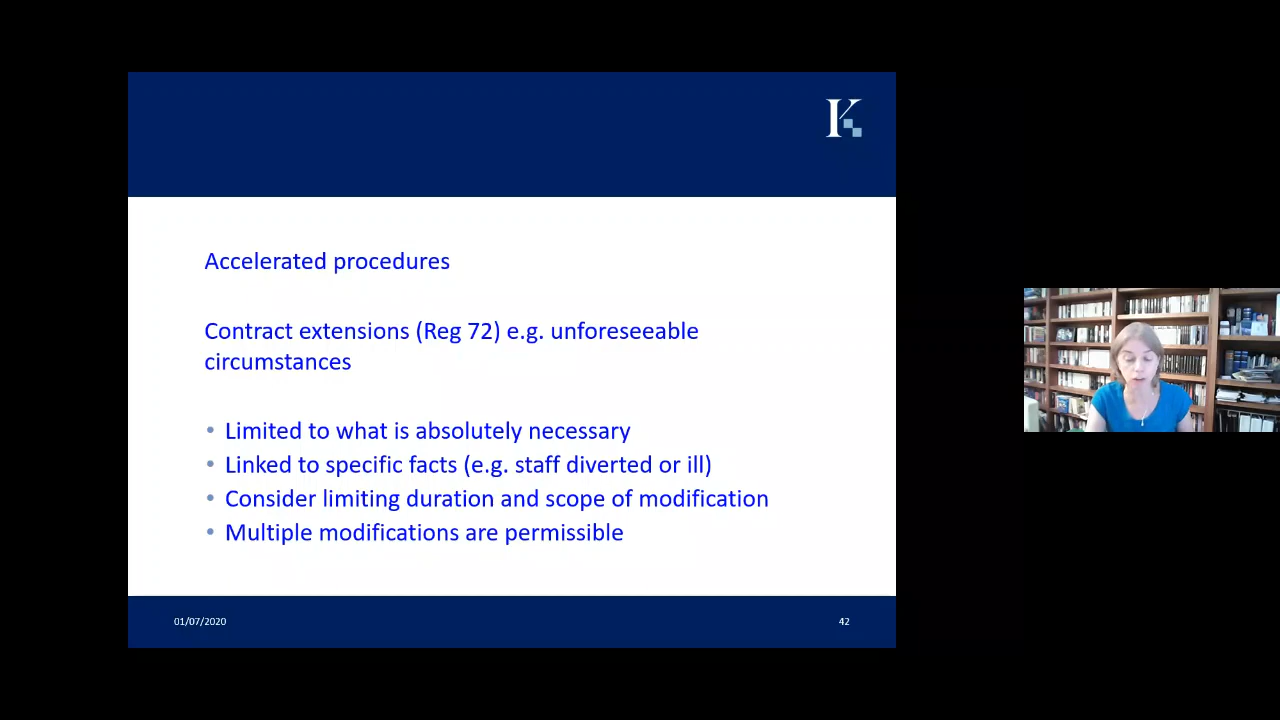 K
Accelerated procedures
Contract extensions (Reg 72) e.g. unforeseeable
circumstances
• Limited to what is absolutely necessary
• Linked to specific facts (e.g. staff diverted or ill)
• Consider limiting duration and scope of modification
• Multiple modifications are permissible
01/07/2020
42